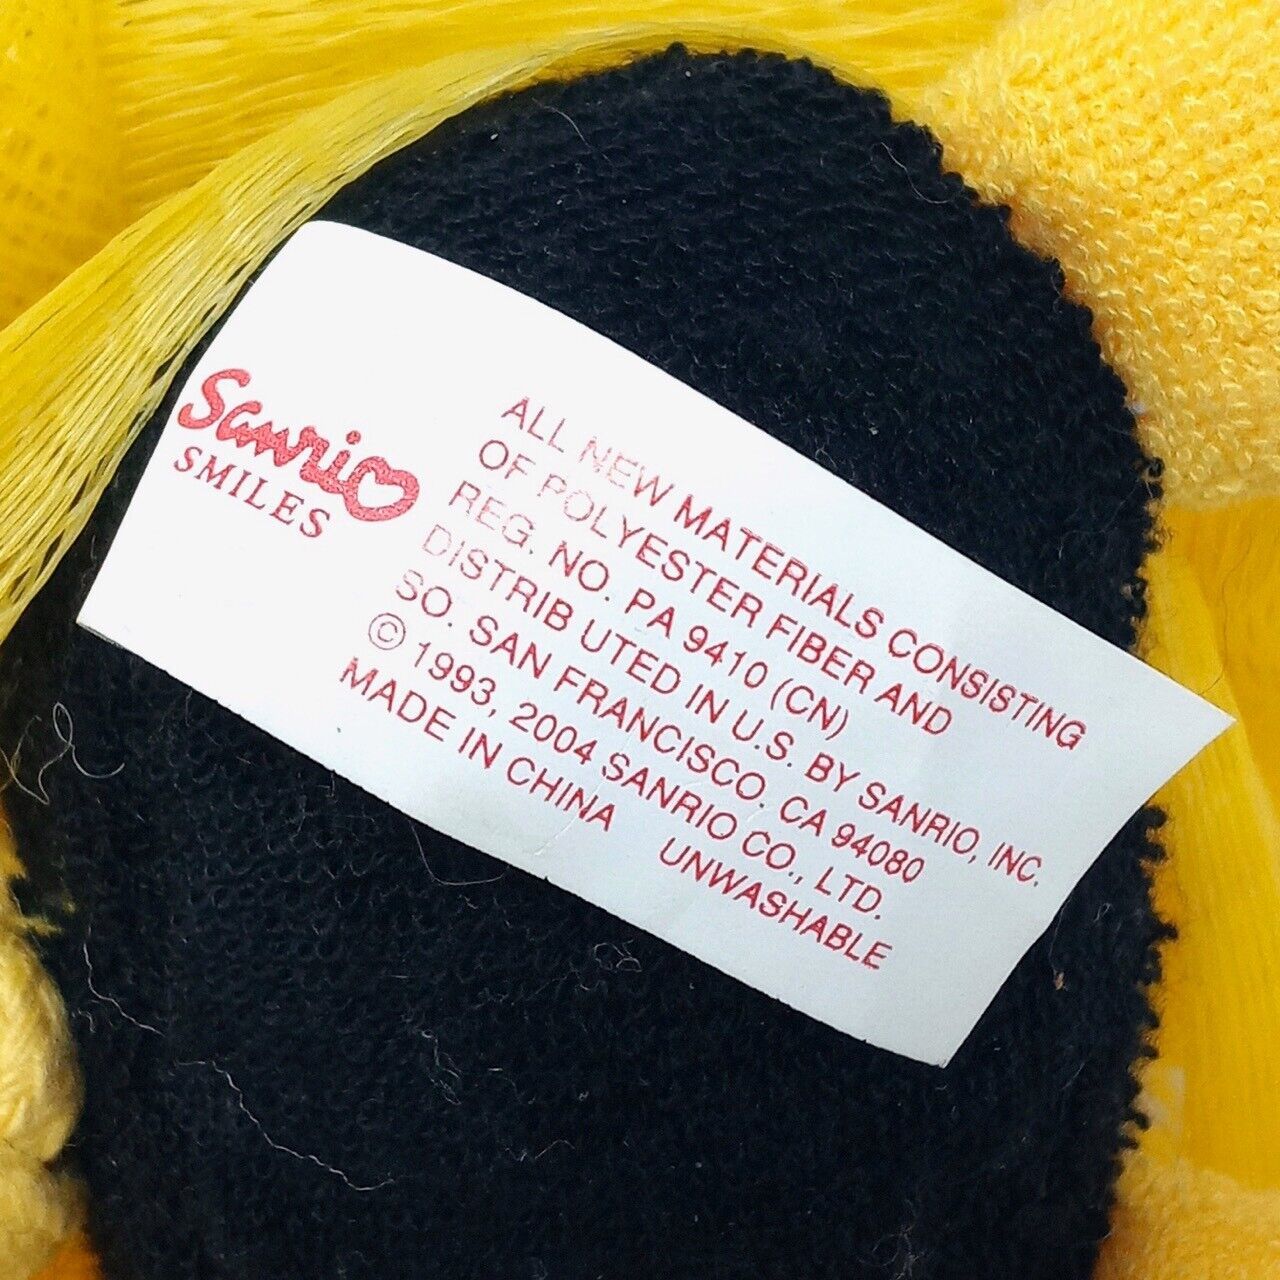 Sanrio
SMILES
ALL NEW MATERIALS CONSISTING
OF POLYESTER FIBER AND
REG. NO. PA 9410 (CN)
DISTRIB UTED IN U.S. BY SANRIO, INC.
SO. SAN FRANCISCO. CA 94080
© 1993, 2004 SANRIO CO., LTD.
MADE IN CHINA UNWASHABLE